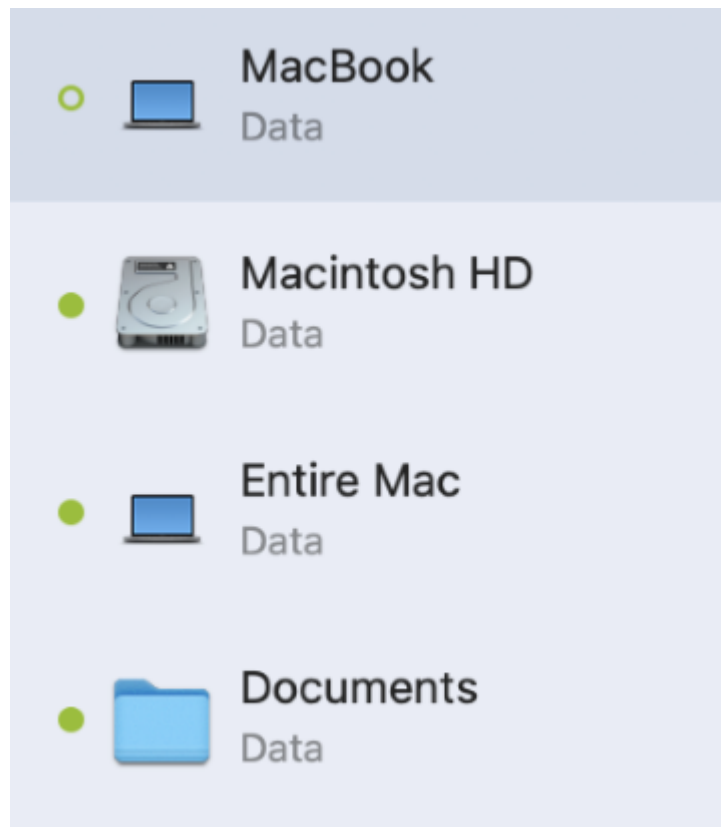 MacBook
Data
Macintosh HD
Data
Entire Mac
Data
Documents
Data